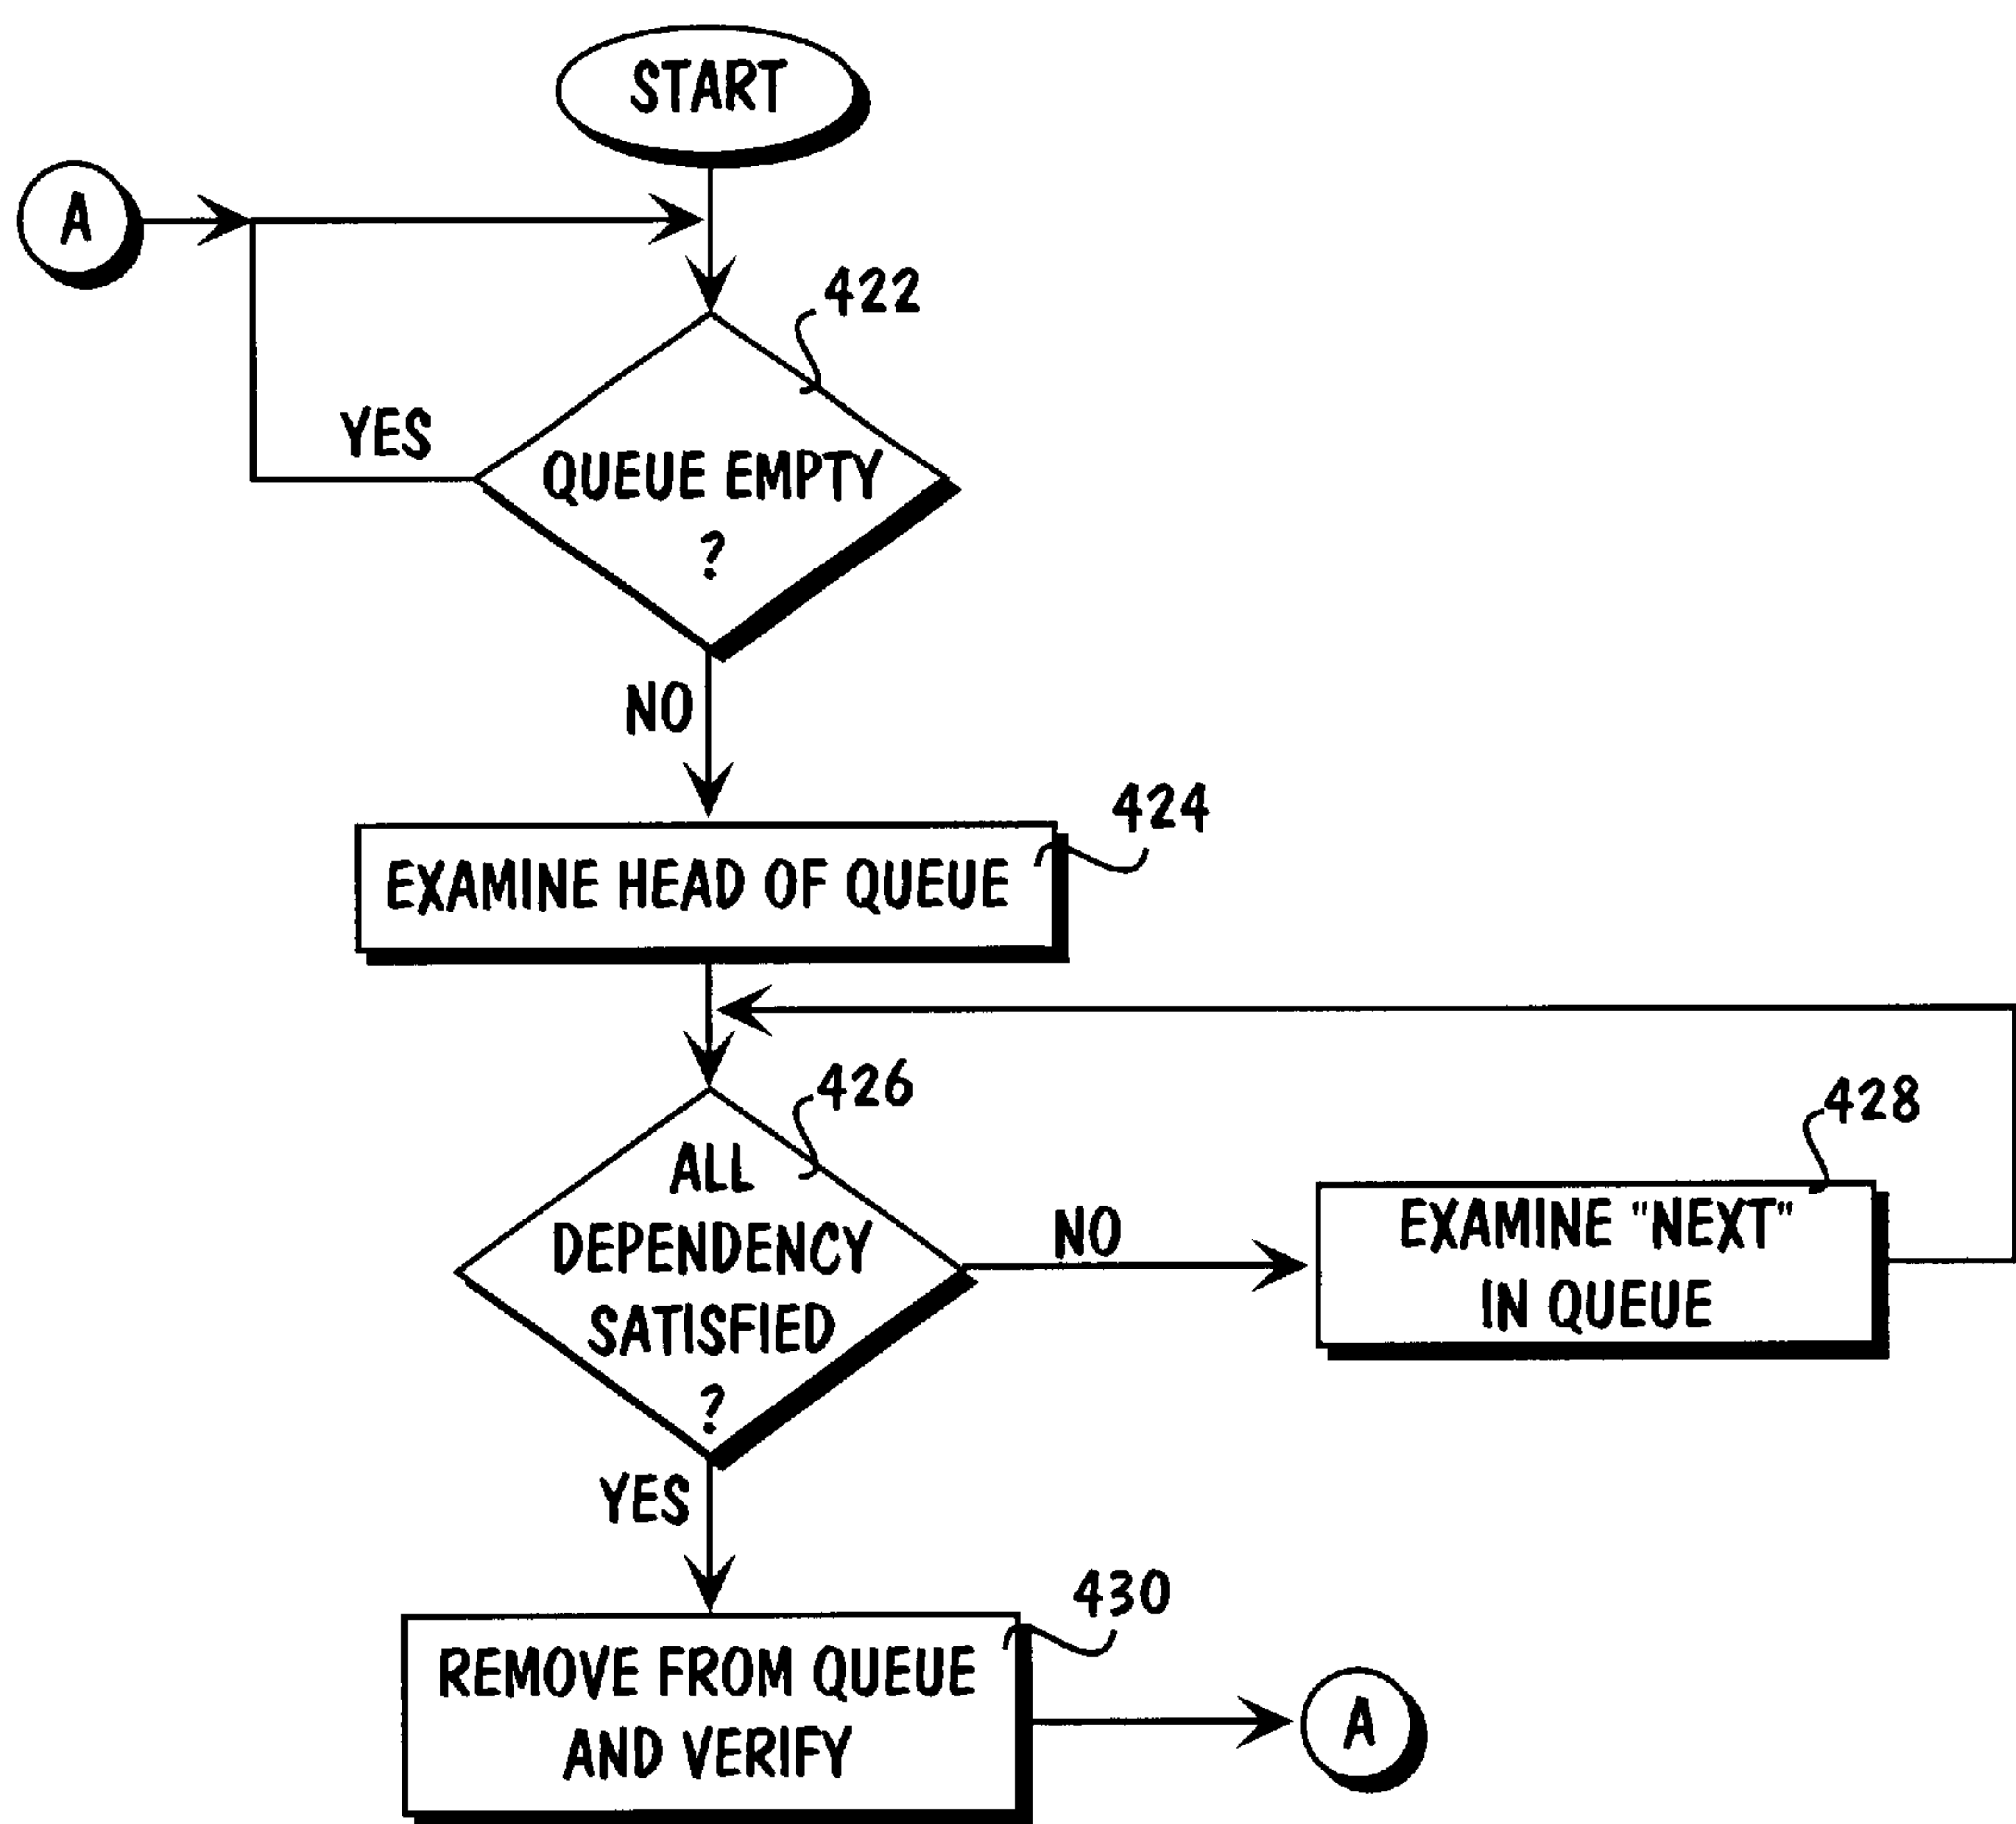 START
A
422
YES
QUEUE EMPTY
?
NO
424
EXAMINE HEAD OF QUEUE
426
428
ALL
DEPENDENCY
SATISFIED
?
NO
EXAMINE "NEXT"
IN QUEUE
YES
430
REMOVE FROM QUEUE
AND VERIFY
A